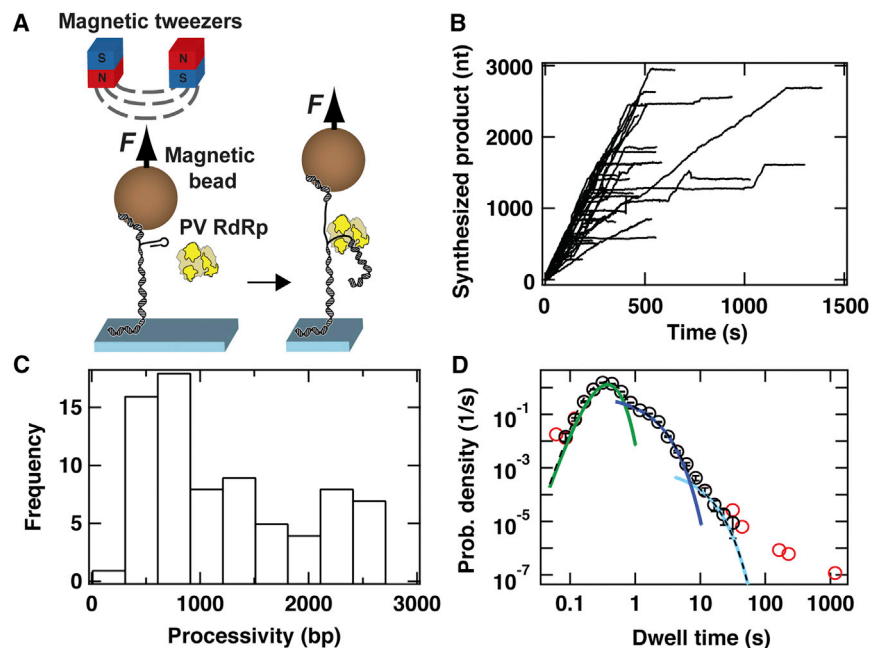 A
Magnetic tweezers
S
N
N
S
F
F
Magnetic
bead
PV RdRp
B
Synthesized product (nt)
3000
2000
1000
0
0
500
1000
1500
Time (s)
C
Frequency
15
10
5
0
0
1000
2000
3000
Processivity (bp)
D
Prob. density (1/s)
10-1
10-3
10-5
10-7
0.1
1
10
100
1000
Dwell time (s)